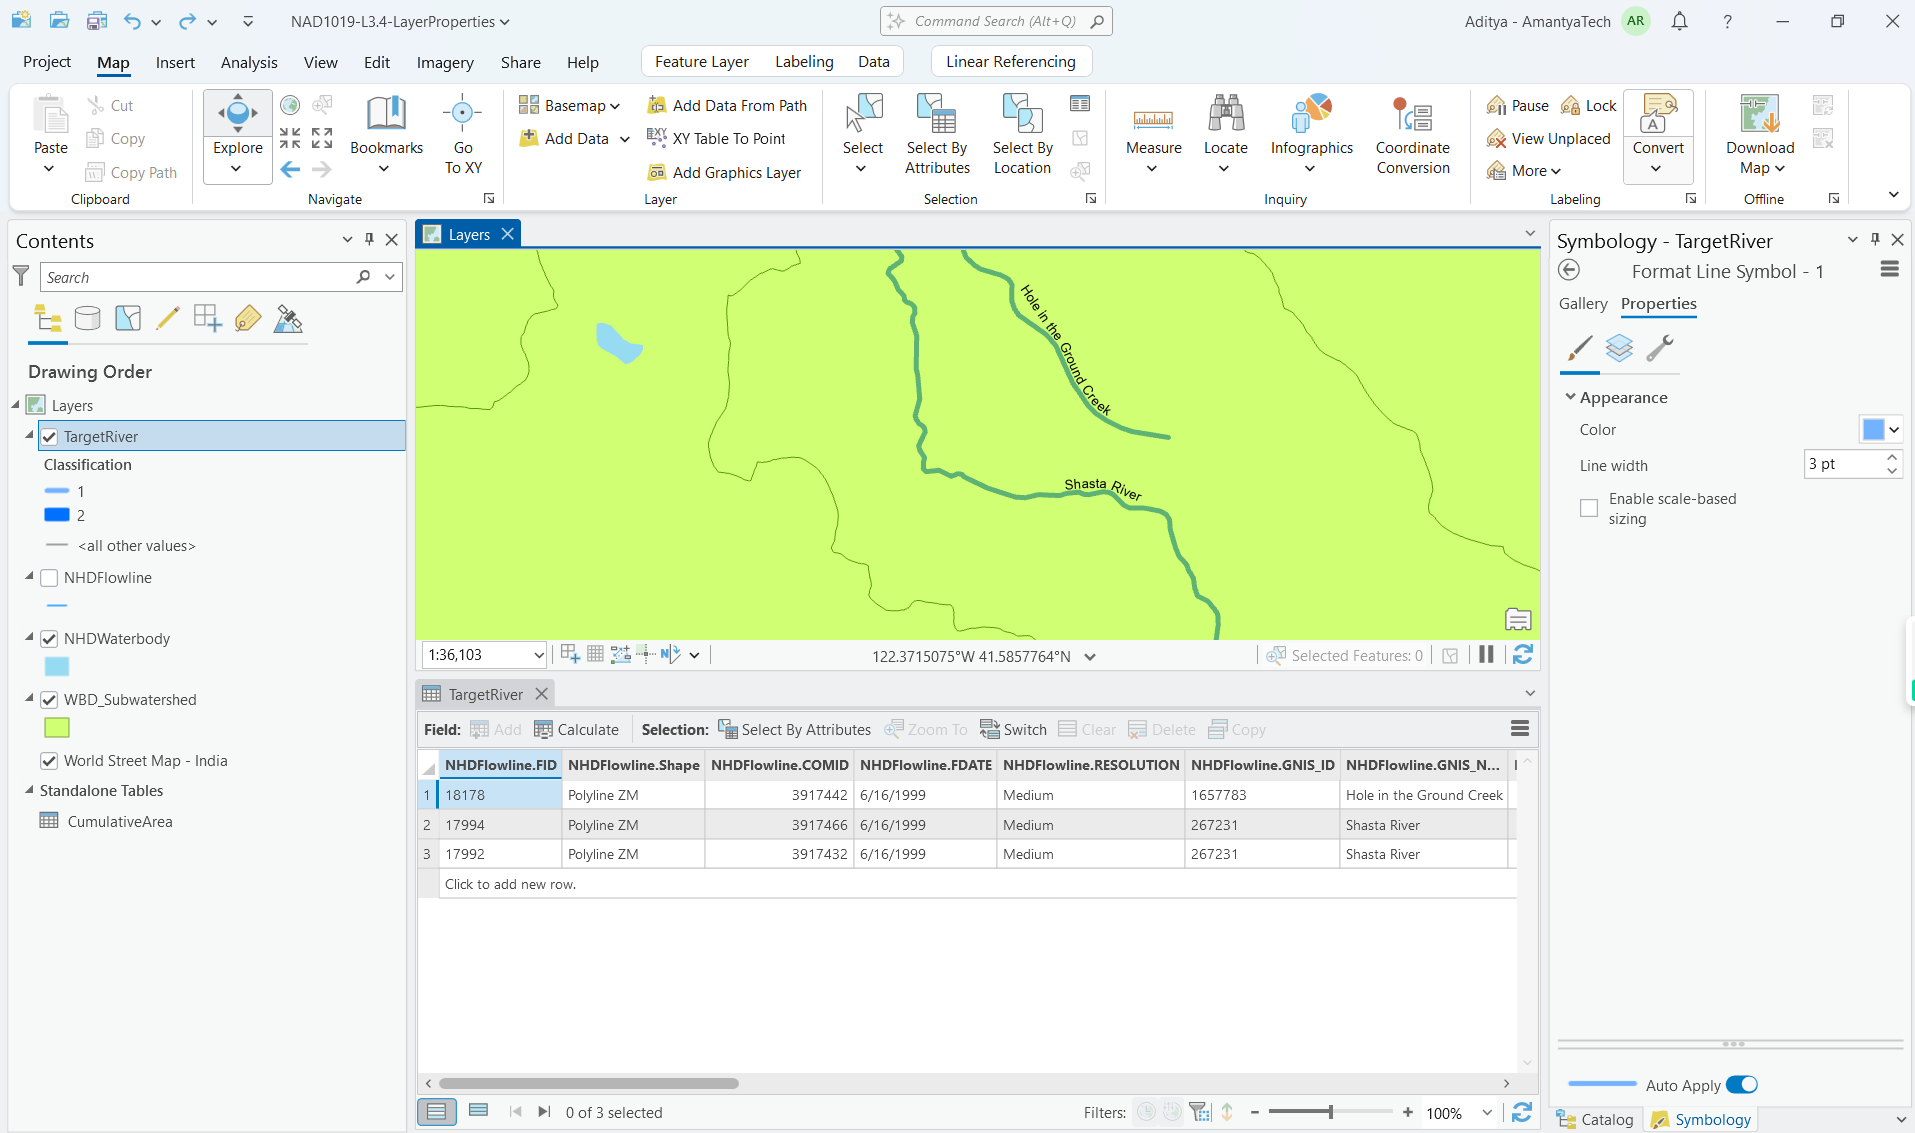 NAD1019-L3.4-LayerProperties
Command Search (Alt+Q)
Aditya - AmantyaTech
AR
?
Project
Map
Insert
Analysis
View
Edit
Imagery
Share
Help
Feature Layer
Labeling
Data
Linear Referencing
Paste
Cut
Copy
Copy Path
Clipboard
Explore
Bookmarks
Go
To XY
Navigate
Basemap
Add Data
Add Data From Path
XY Table To Point
Add Graphics Layer
Layer
Select
Select By
Attributes
Select By
Location
Selection
Measure
Locate
Infographics
Coordinate
Conversion
Inquiry
Pause
Lock
View Unplaced
More
Convert
Labeling
Download
Map
Offline
Contents
Search
Drawing Order
Layers
TargetRiver
Classification
1
2
<all other values>
NHDFlowline
NHDWaterbody
WBD_Subwatershed
World Street Map - India
Standalone Tables
CumulativeArea
Layers
Hole in the Ground Creek
Shasta River
1:36,103
122.3715075°W 41.5857764°N
Selected Features: 0
TargetRiver
Field:
Add
Calculate
Selection:
Select By Attributes
Zoom To
Switch
Clear
Delete
Copy
NHDFlowline.FID NHDFlowline.Shape NHDFlowline.COMID NHDFlowline.FDATE NHDFlowline.RESOLUTION NHDFlowline.GNIS_ID NHDFlowline.GNIS_N...
1 18178 Polyline ZM 3917442 6/16/1999 Medium 1657783 Hole in the Ground Creek
2 17994 Polyline ZM 3917466 6/16/1999 Medium 267231 Shasta River
3 17992 Polyline ZM 3917432 6/16/1999 Medium 267231 Shasta River
Click to add new row.
0 of 3 selected
Filters:
100%
Symbology - TargetRiver
Format Line Symbol - 1
Gallery
Properties
Appearance
Color
Line width
3 pt
Enable scale-based
sizing
Auto Apply
Catalog
Symbology